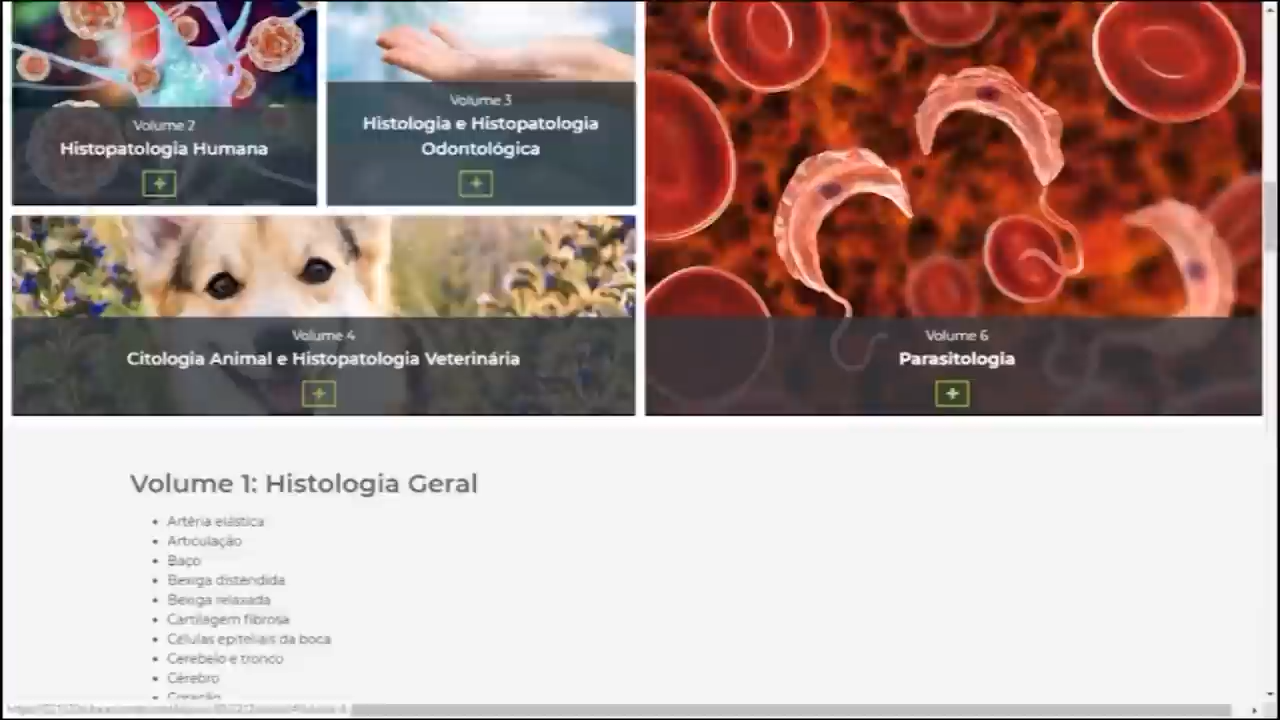 Volume 2
Histopatologia Humana
Volume 3
Histologia e Histopatologia
Odontológica
Volume 4
Citologia Animal e Histopatologia Veterinária
Volume 6
Parasitologia
Volume 1: Histologia Geral
• Artéria elástica
• Articulação
• Baço
• Bexiga distendida
• Bexiga relaxada
• Cartilagem fibrosa
• Células epiteliais da boca
• Cerebelo e tronco
• Cérebro
• Coração